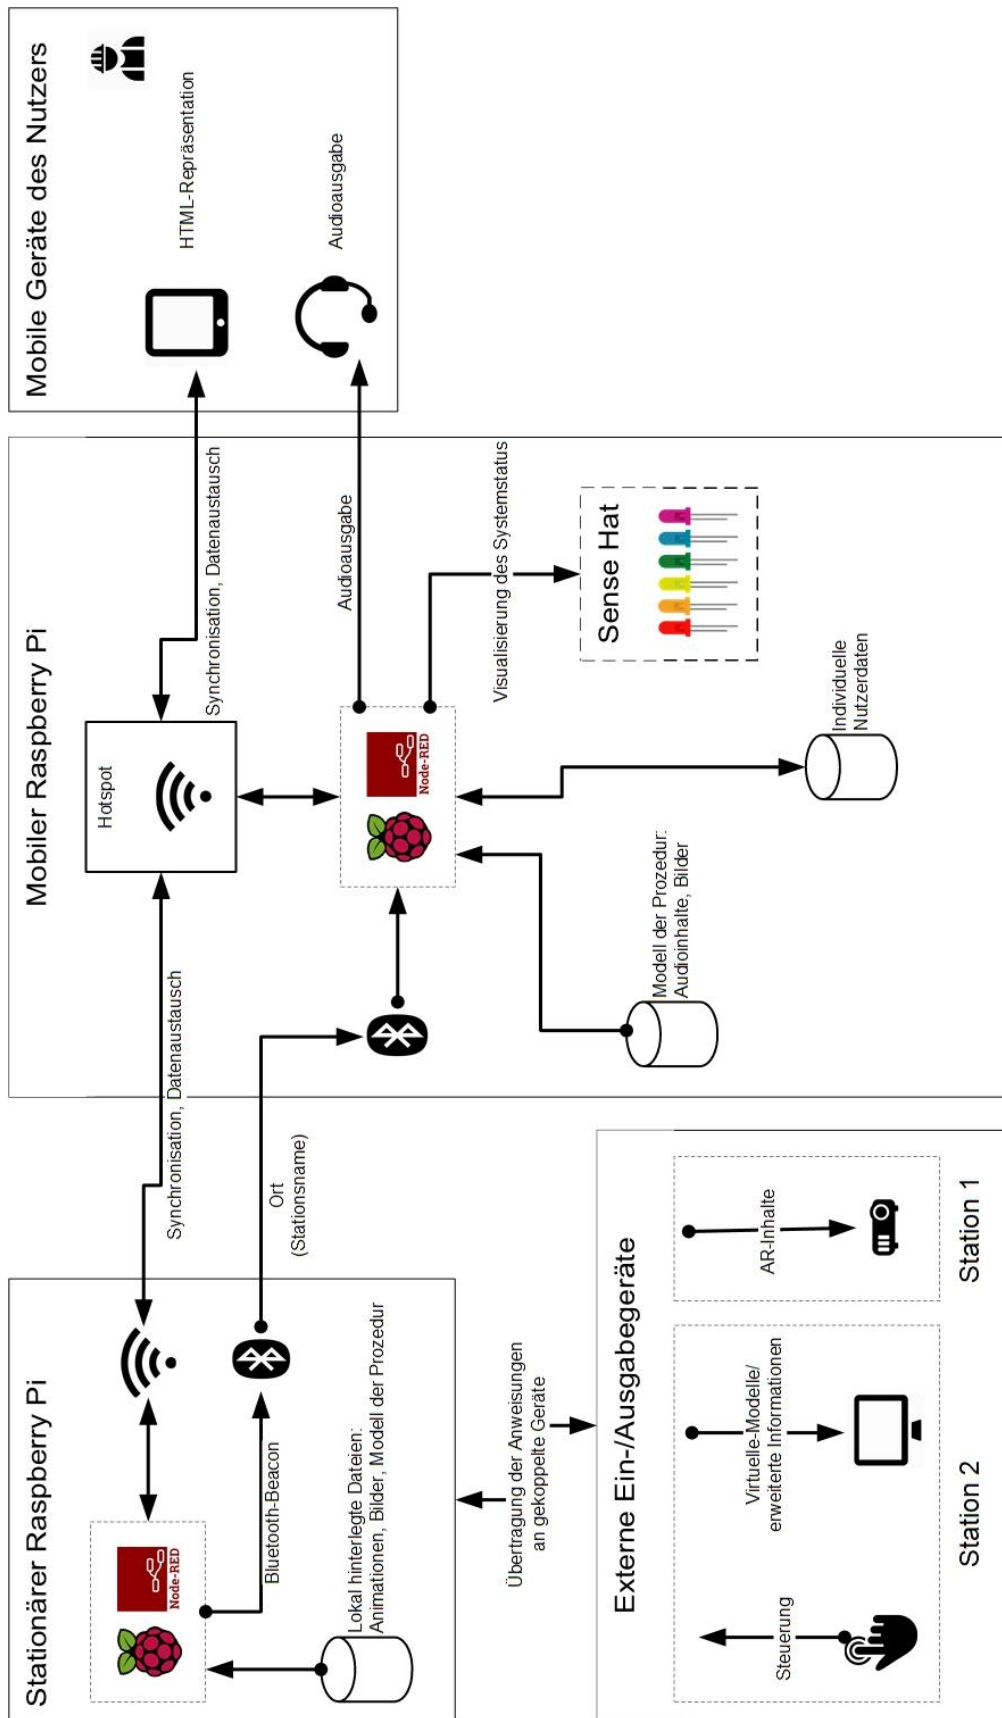 Stationärer Raspberry Pi
Node-RED
Bluetooth-Beacon
Lokal hinterlegte Dateien:
Animationen, Bilder, Modell der Prozedur
Synchronisation, Datenaustausch
Ort
(Stationsname)
Übertragung der Anweisungen
an gekoppelte Geräte
Externe Ein-/Ausgabegeräte
Steuerung
Virtuelle-Modelle/
erweiterte Informationen
Station 2
AR-Inhalte
Station 1
Mobiler Raspberry Pi
Hotspot
Node-RED
Modell der Prozedur:
Audioinhalte, Bilder
Individuelle
Nutzerdaten
Synchronisation, Datenaustausch
Audioausgabe
Visualisierung des Systemstatus
Sense Hat
Mobile Geräte des Nutzers
HTML-Repräsentation
Audioausgabe